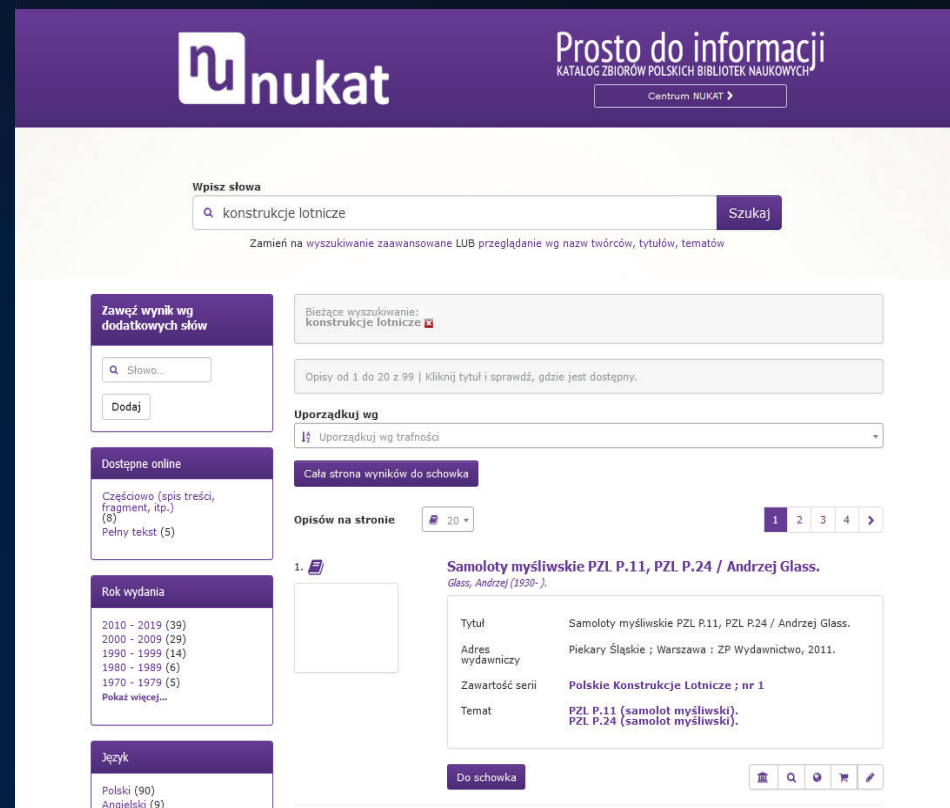 nu nukat
Prosto do informacji
KATALOG ZBIORÓW POLSKICH BIBLIOTEK NAUKOWYCH
Centrum NUKAT
Wpisz słowa
konstrukcje lotnicze
Szukaj
Zamień na wyszukiwanie zaawansowane LUB przeglądanie wg nazw twórców, tytułów, tematów
Zawęź wynik wg
dodatkowych słów
Słowo...
Dodaj
Dostępne online
Częściowo (spis treści,
fragment, itp.)
(8)
Pełny tekst (5)
Rok wydania
2010 - 2019 (39)
2000 - 2009 (29)
1990 - 1999 (14)
1980 - 1989 (6)
1970 - 1979 (5)
Pokaż więcej...
Język
Polski (90)
Angielski (9)
Bieżące wyszukiwanie:
konstrukcje lotnicze
Opisy od 1 do 20 z 99 | Kliknij tytuł i sprawdź, gdzie jest dostępny.
Uporządkuj wg
Uporządkuj wg trafności
Cała strona wyników do schowka
Opisów na stronie 20
1 2 3 4
1.
Samoloty myśliwskie PZL P.11, PZL P.24 / Andrzej Glass.
Glass, Andrzej (1930- ).
Tytuł Samoloty myśliwskie PZL P.11, PZL P.24 / Andrzej Glass.
Adres
wydawniczy Piekary Śląskie ; Warszawa : ZP Wydawnictwo, 2011.
Zawartość serii Polskie Konstrukcje Lotnicze ; nr 1
Temat PZL P.11 (samolot myśliwski).
PZL P.24 (samolot myśliwski).
Do schowka